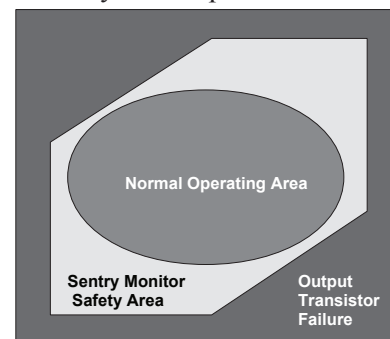 Normal Operating Area
Sentry Monitor
Safety Area
Output
Transistor
Failure